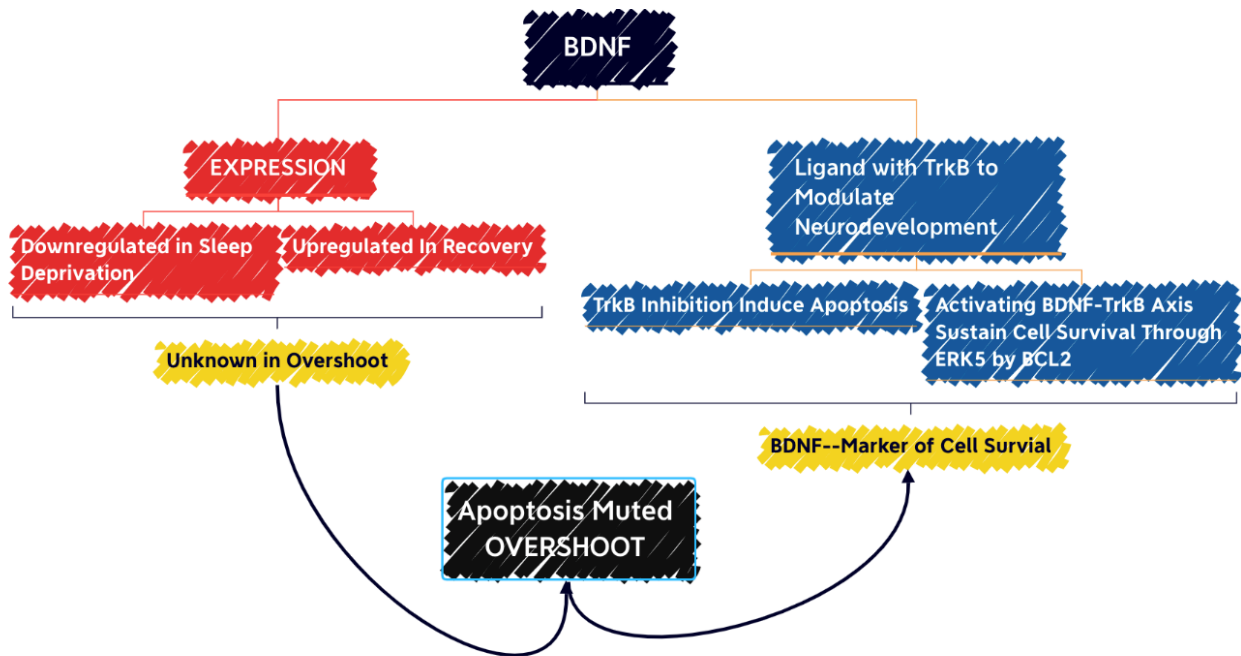 BDNF
EXPRESSION
Downregulated in Sleep
Deprivation
Upregulated In Recovery
Unknown in Overshoot
Ligand with TrkB to
Modulate
Neurodevelopment
TrkB Inhibition Induce Apoptosis
Activating BDNF-TrkB Axis
Sustain Cell Survival Through
ERK5 by BCL2
BDNF--Marker of Cell Survial
Apoptosis Muted
OVERSHOOT